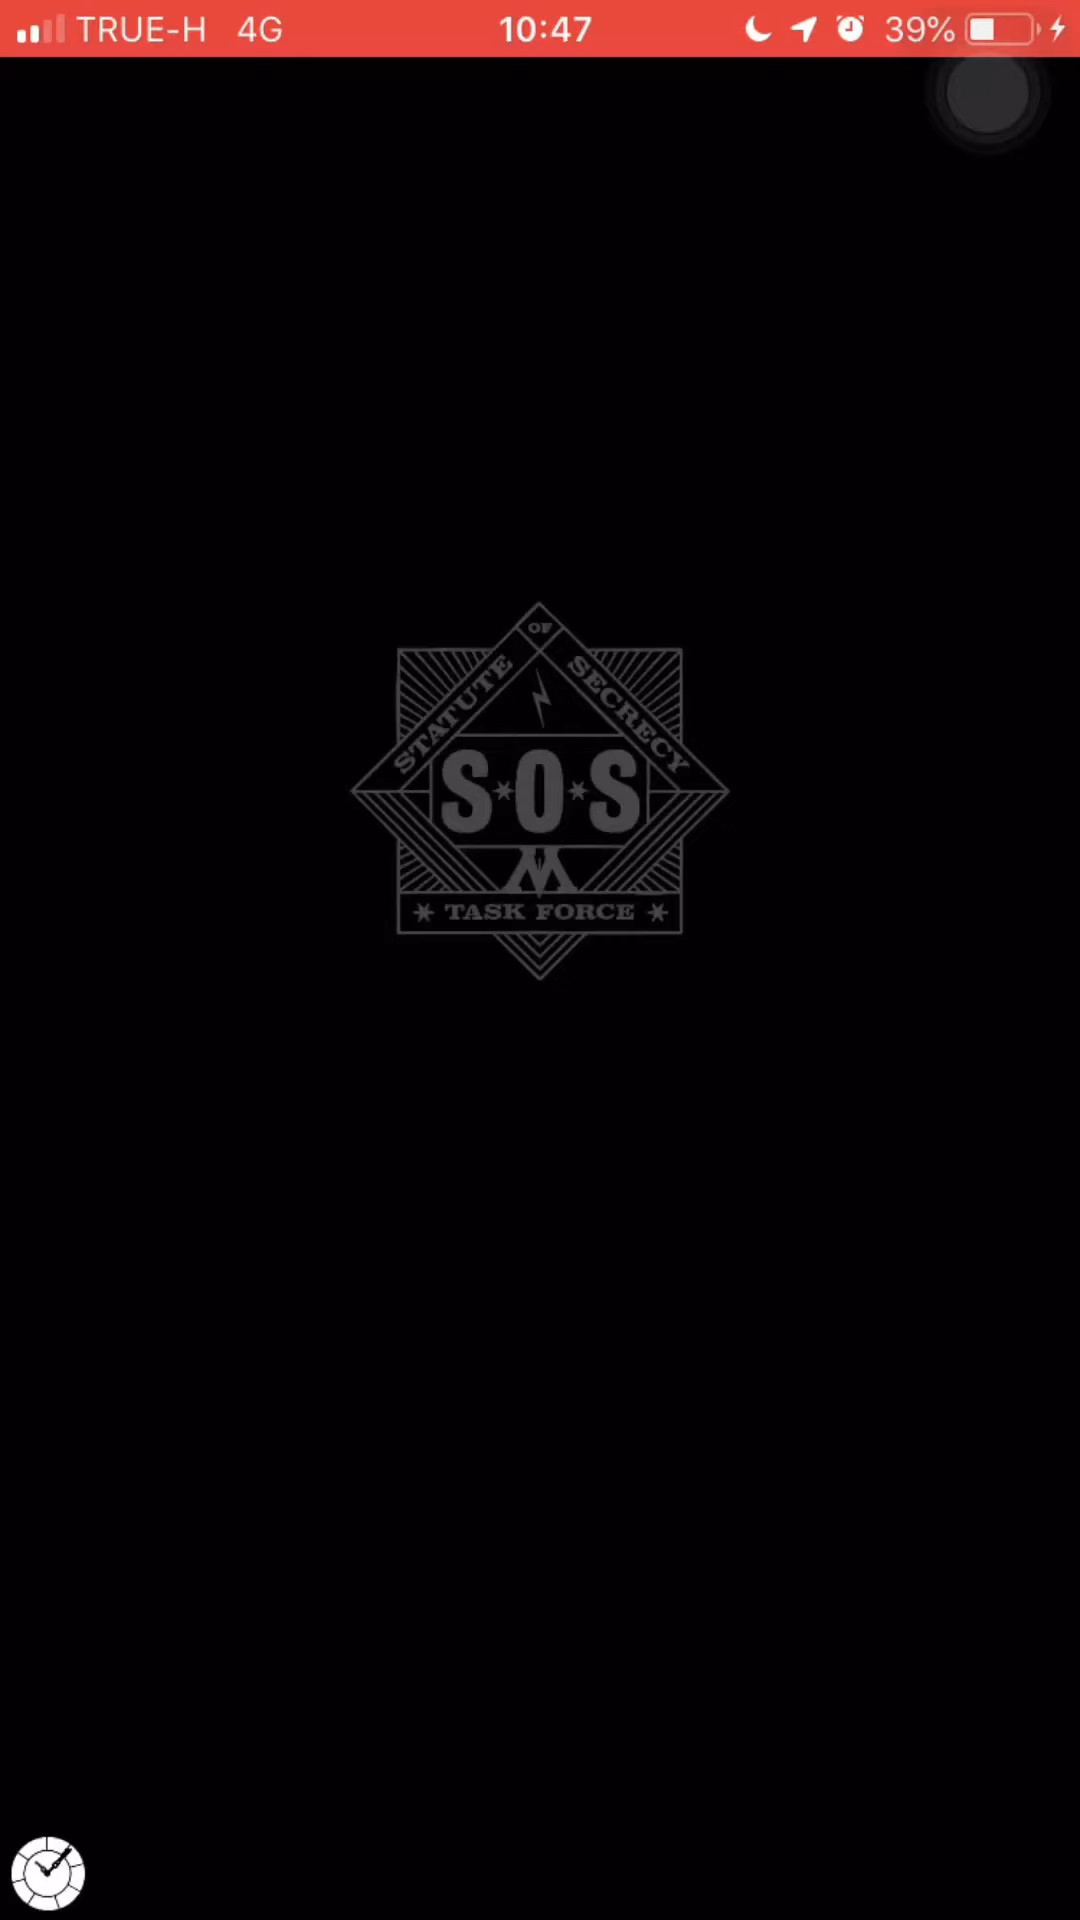 TRUE-H 4G 10:47 39%
STATUTE OF SECRECY
S*O*S
M
* TASK FORCE *